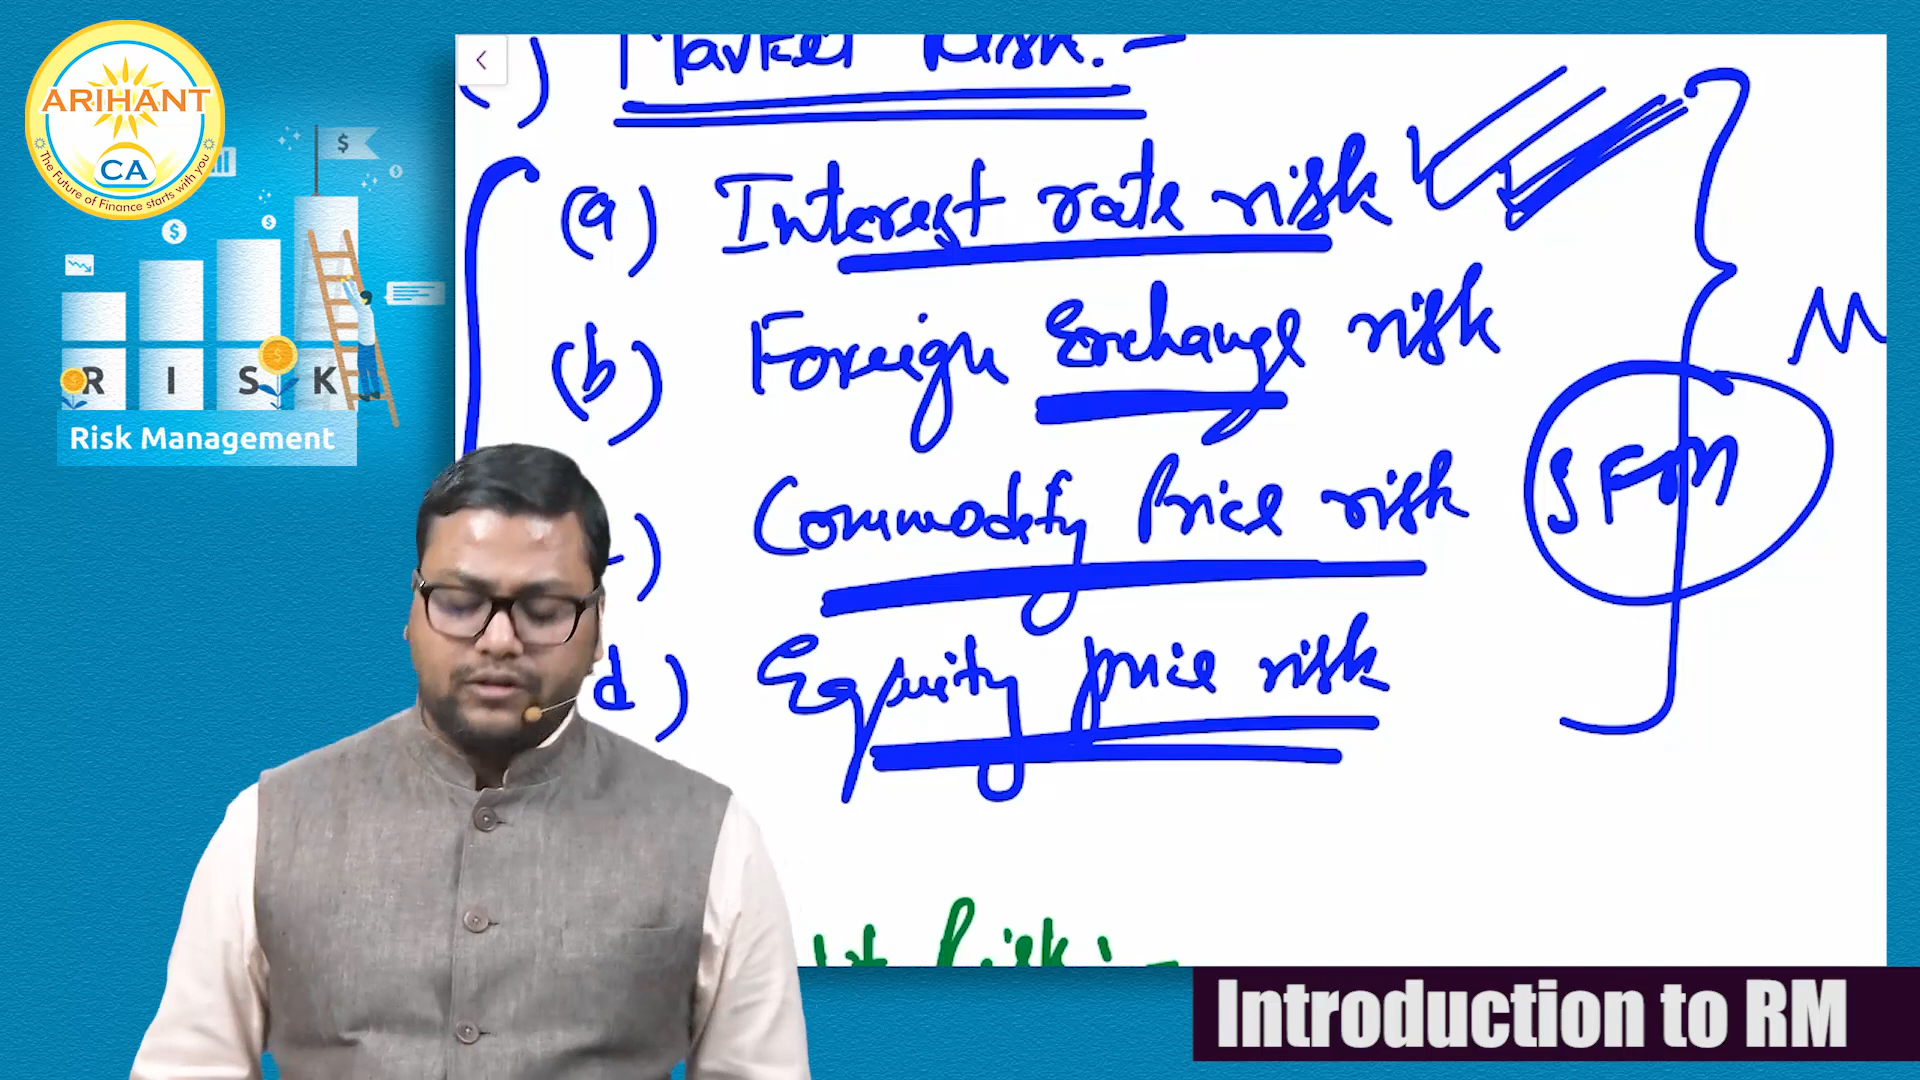 ARIHANT
CA
The Future of Finance starts with you
R I S K
Risk Management
Market Risk:-
(a) Interest rate risk
(b) Foreign Exchange risk
) Commodity Price risk
d) Equity price risk
SFM
M
Risk:-
Introduction to RM